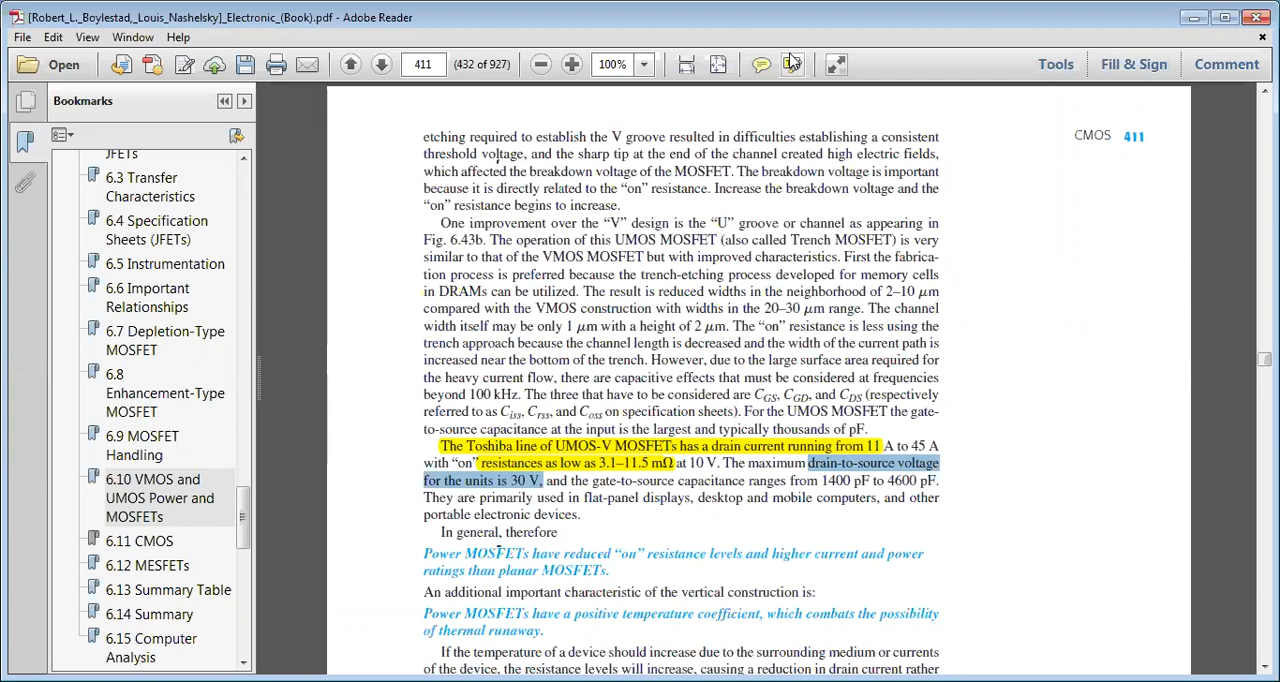 [Robert_L._Boylestad,_Louis_Nashelsky]_Electronic_(Book).pdf - Adobe Reader
File Edit View Window Help
Open 411 (432 of 927) 100% Tools Fill & Sign Comment
Bookmarks
JFETs
6.3 Transfer
Characteristics
6.4 Specification
Sheets (JFETs)
6.5 Instrumentation
6.6 Important
Relationships
6.7 Depletion-Type
MOSFET
6.8
Enhancement-Type
MOSFET
6.9 MOSFET
Handling
6.10 VMOS and
UMOS Power and
MOSFETs
6.11 CMOS
6.12 MESFETs
6.13 Summary Table
6.14 Summary
6.15 Computer
Analysis
CMOS 411
etching required to establish the V groove resulted in difficulties establishing a consistent
threshold voltage, and the sharp tip at the end of the channel created high electric fields,
which affected the breakdown voltage of the MOSFET. The breakdown voltage is important
because it is directly related to the “on” resistance. Increase the breakdown voltage and the
“on” resistance begins to increase.
One improvement over the “V” design is the “U” groove or channel as appearing in
Fig. 6.43b. The operation of this UMOS MOSFET (also called Trench MOSFET) is very
similar to that of the VMOS MOSFET but with improved characteristics. First the fabrica-
tion process is preferred because the trench-etching process developed for memory cells
in DRAMs can be utilized. The result is reduced widths in the neighborhood of 2–10 μm
compared with the VMOS construction with widths in the 20–30 μm range. The channel
width itself may be only 1 μm with a height of 2 μm. The “on” resistance is less using the
trench approach because the channel length is decreased and the width of the current path is
increased near the bottom of the trench. However, due to the large surface area required for
the heavy current flow, there are capacitive effects that must be considered at frequencies
beyond 100 kHz. The three that have to be considered are CGS, CGD, and CDS (respectively
referred to as Ciss, Crss, and Coss on specification sheets). For the UMOS MOSFET the gate-
to-source capacitance at the input is the largest and typically thousands of pF.
The Toshiba line of UMOS-V MOSFETs has a drain current running from 11 A to 45 A
with “on” resistances as low as 3.1–11.5 mΩ at 10 V. The maximum drain-to-source voltage
for the units is 30 V, and the gate-to-source capacitance ranges from 1400 pF to 4600 pF.
They are primarily used in flat-panel displays, desktop and mobile computers, and other
portable electronic devices.
In general, therefore
Power MOSFETs have reduced “on” resistance levels and higher current and power
ratings than planar MOSFETs.
An additional important characteristic of the vertical construction is:
Power MOSFETs have a positive temperature coefficient, which combats the possibility
of thermal runaway.
If the temperature of a device should increase due to the surrounding medium or currents
of the device, the resistance levels will increase, causing a reduction in drain current rather